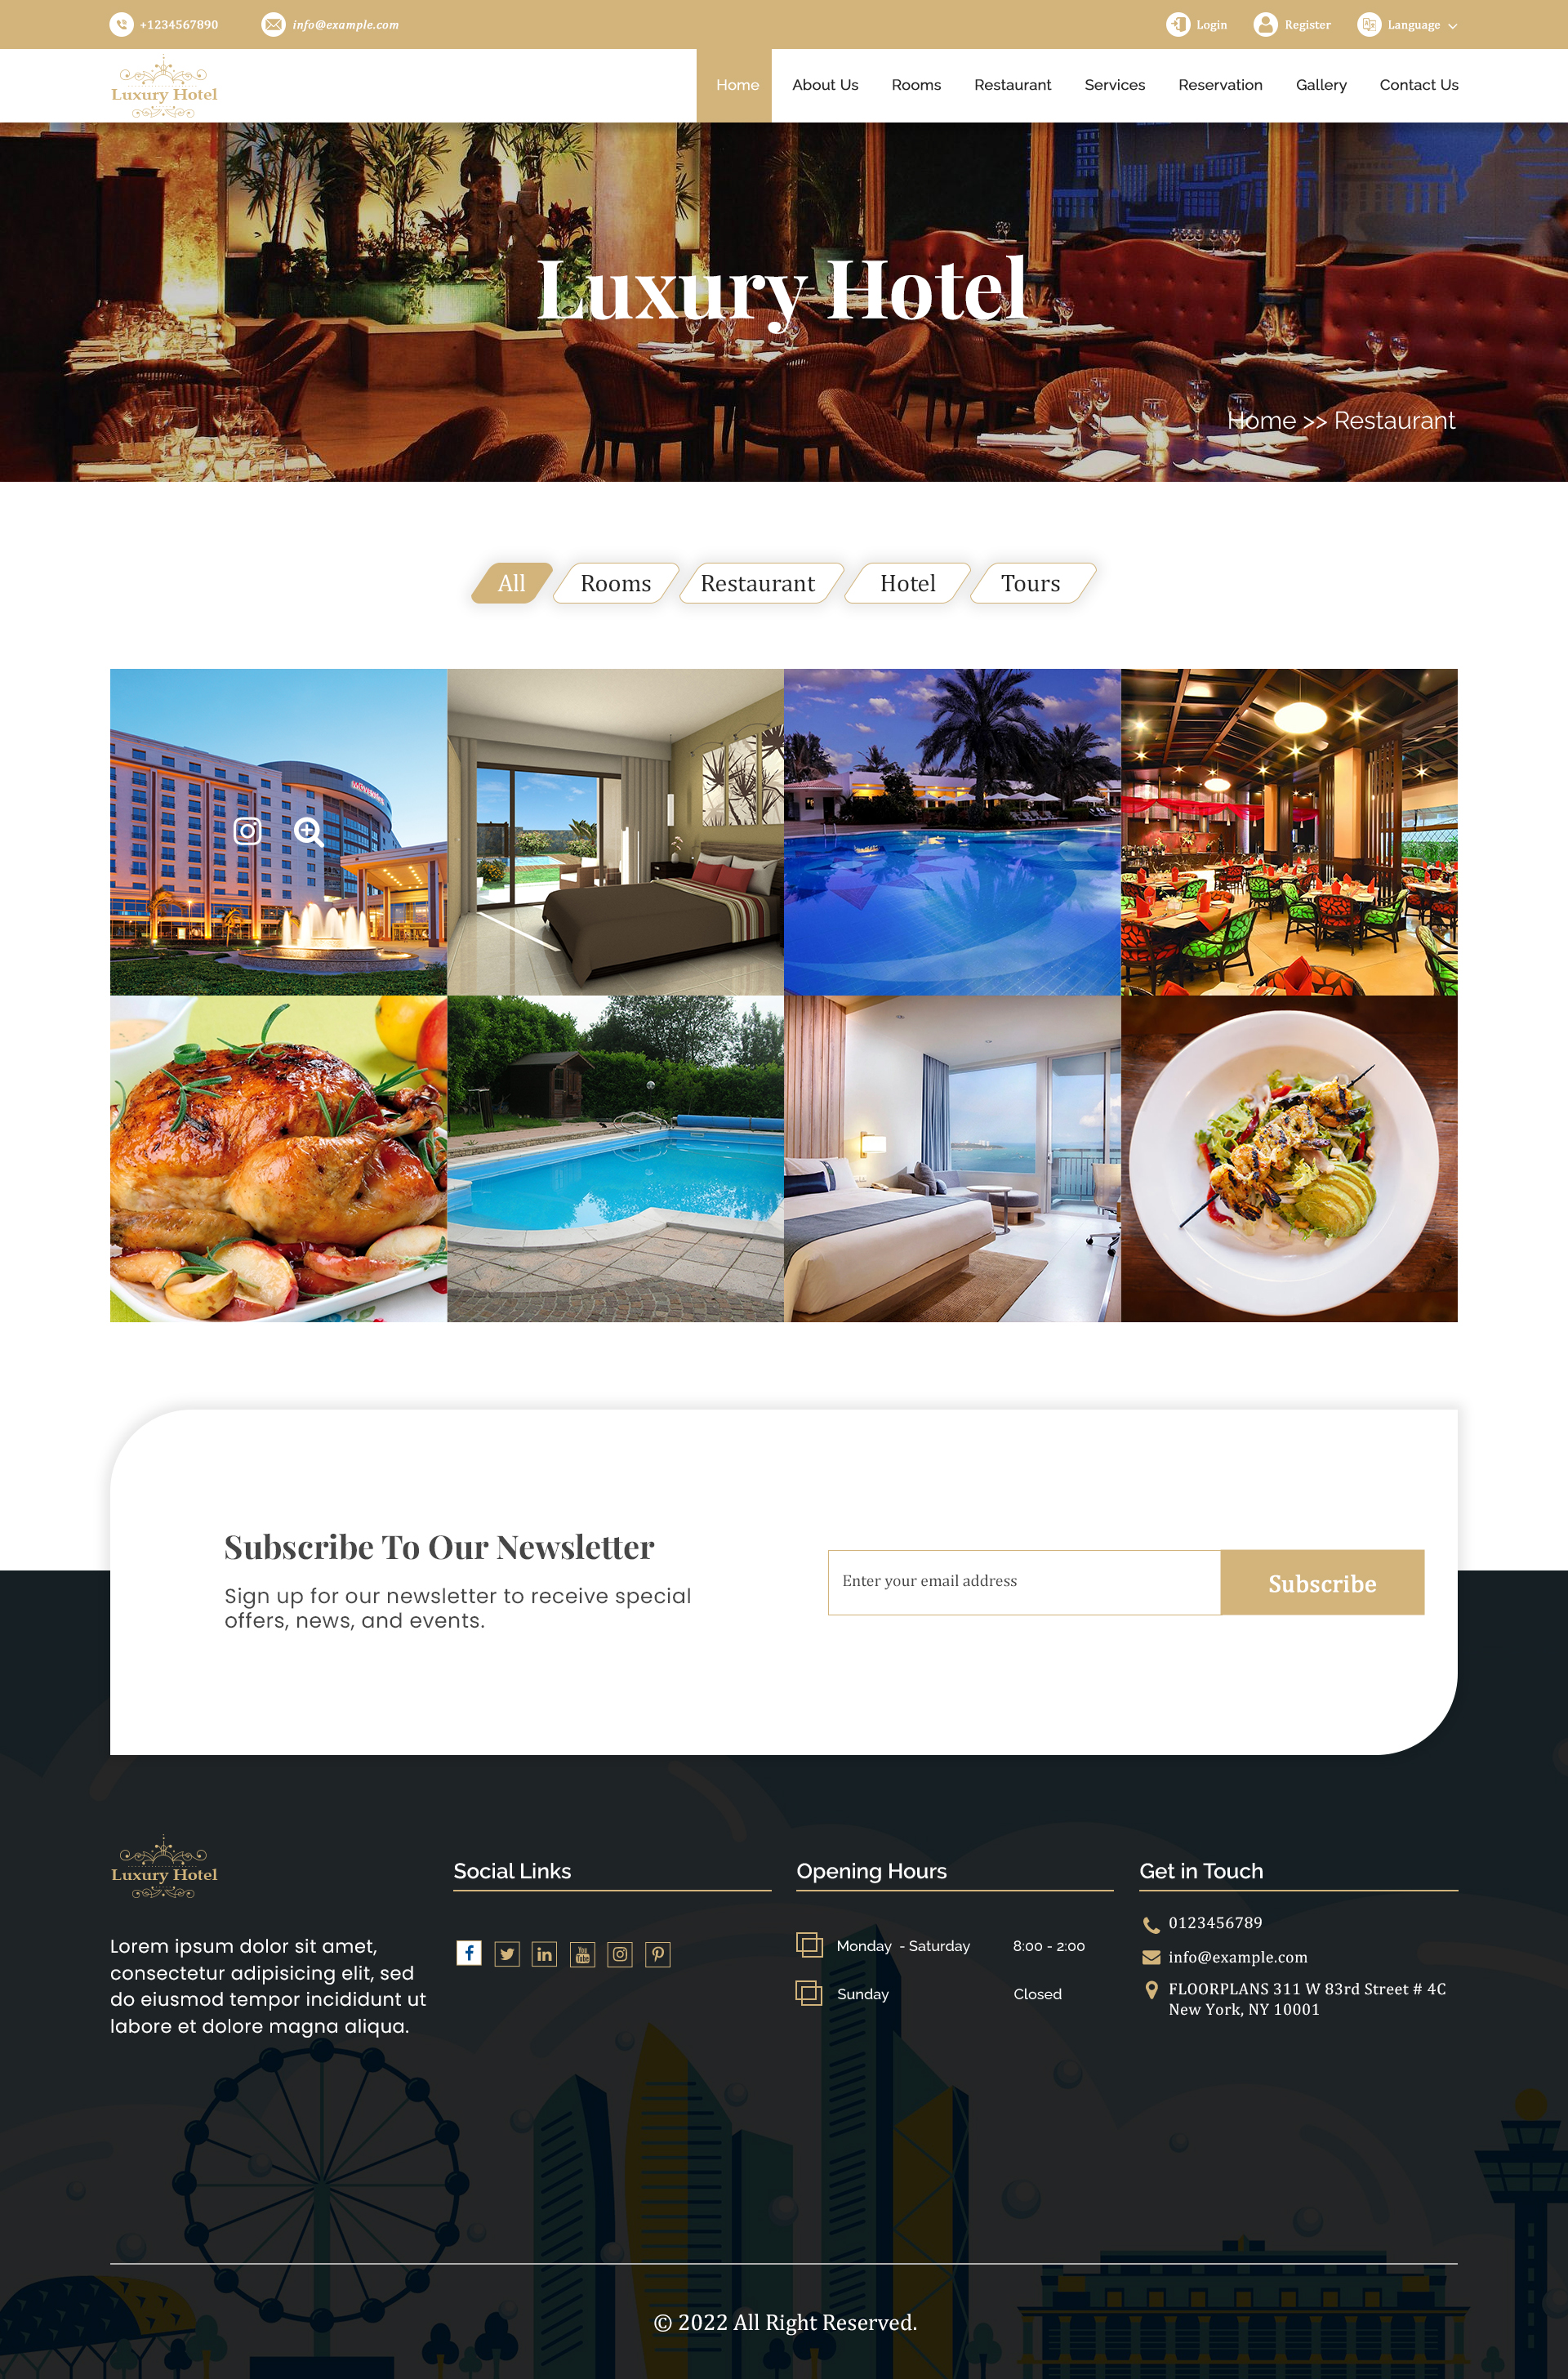 +1234567890
info@example.com
Login
Register
Language
Luxury Hotel
Home
About Us
Rooms
Restaurant
Services
Reservation
Gallery
Contact Us
Luxury Hotel
Home >> Restaurant
All
Rooms
Restaurant
Hotel
Tours
Subscribe To Our Newsletter
Sign up for our newsletter to receive special
offers, news, and events.
Enter your email address
Subscribe
Luxury Hotel
Lorem ipsum dolor sit amet,
consectetur adipisicing elit, sed
do eiusmod tempor incididunt ut
labore et dolore magna aliqua.
Social Links
You
Tube
Opening Hours
Monday - Saturday 8:00 - 2:00
Sunday Closed
Get in Touch
0123456789
info@example.com
FLOORPLANS 311 W 83rd Street # 4C
New York, NY 10001
© 2022 All Right Reserved.